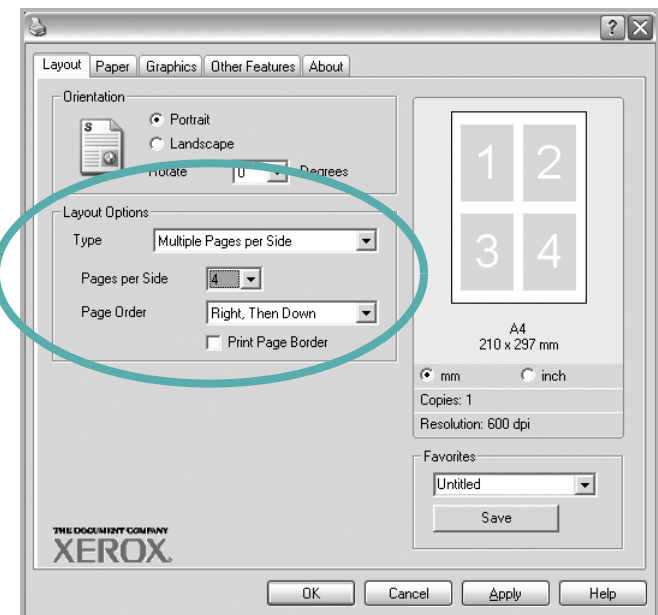 Layout Paper Graphics Other Features About
Orientation
S
Portrait
Landscape
Rotate 0 Degrees
Layout Options
Type Multiple Pages per Side
Pages per Side 4
Page Order Right, Then Down
Print Page Border
1 2
3 4
A4
210 x 297 mm
mm inch
Copies: 1
Resolution: 600 dpi
Favorites
Untitled
Save
THE DOCUMENT COMPANY
XEROX.
OK Cancel Apply Help